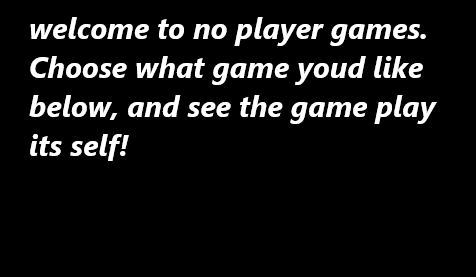 welcome to no player games.
Choose what game youd like
below, and see the game play
its self!